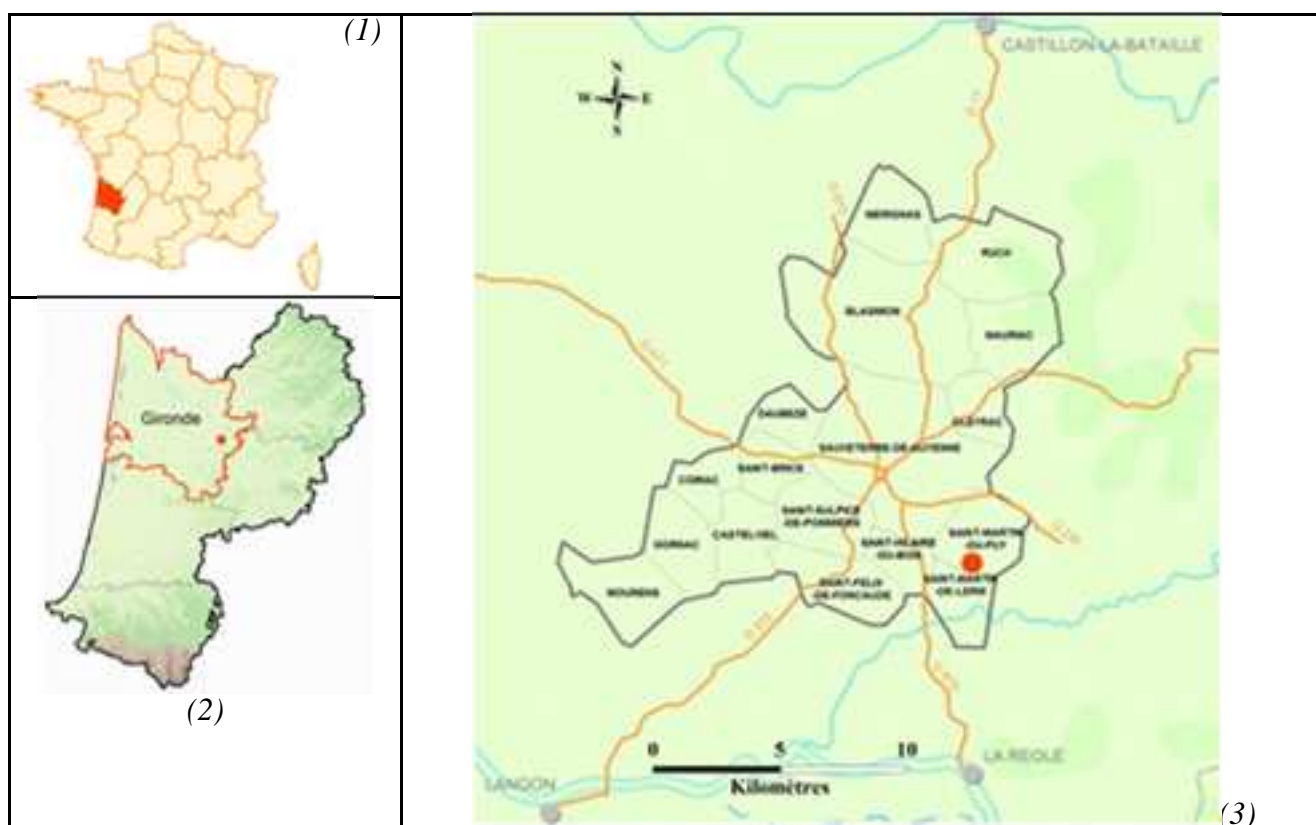 (1)
Gironde
(2)
CASTILLON-LA-BATAILLE
N
W E
S
MERIGNAS
RUCH
BLASIMON
MAURIAC
DAUBEZE
CLEYRAC
SAUVETERRE-DE-GUYENNE
SAINT-BRICE
COIRAC
SAINT-SULPICE
-DE-POMMIERS
CASTELVIEL
GORNAC
SAINT-HILAIRE
-DU-BOIS
SAINT-MARTIN
-DU-PUY
SAINT-MARTIN
-DE-LERM
SAINT-FELIX
-DE-FONCAUDE
MOURENS
0 5 10
Kilomètres
LA REOLE
LANGON
(3)